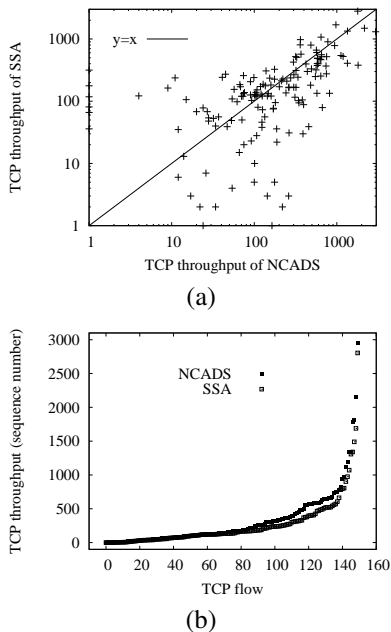 TCP throughput of SSA
1000
100
10
1
y=x
1 10 100 1000
TCP throughput of NCADS
(a)
TCP throughput (sequence number)
3000
2500
2000
1500
1000
500
0
NCADS
SSA
0 20 40 60 80 100 120 140 160
TCP flow
(b)